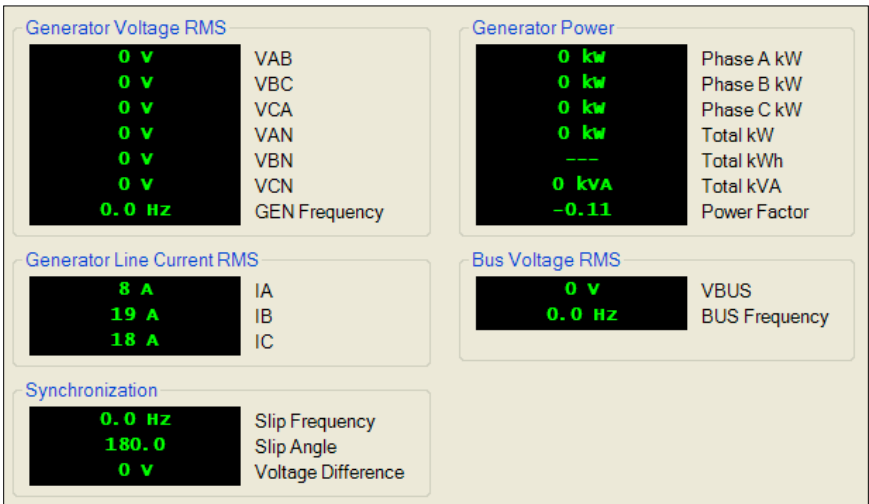 Generator Voltage RMS
0 V VAB
0 V VBC
0 V VCA
0 V VAN
0 V VBN
0 V VCN
0.0 Hz GEN Frequency
Generator Power
0 kW Phase A kW
0 kW Phase B kW
0 kW Phase C kW
0 kW Total kW
--- Total kWh
0 kVA Total kVA
-0.11 Power Factor
Generator Line Current RMS
8 A IA
19 A IB
18 A IC
Bus Voltage RMS
0 V VBUS
0.0 Hz BUS Frequency
Synchronization
0.0 Hz Slip Frequency
180.0 Slip Angle
0 V Voltage Difference